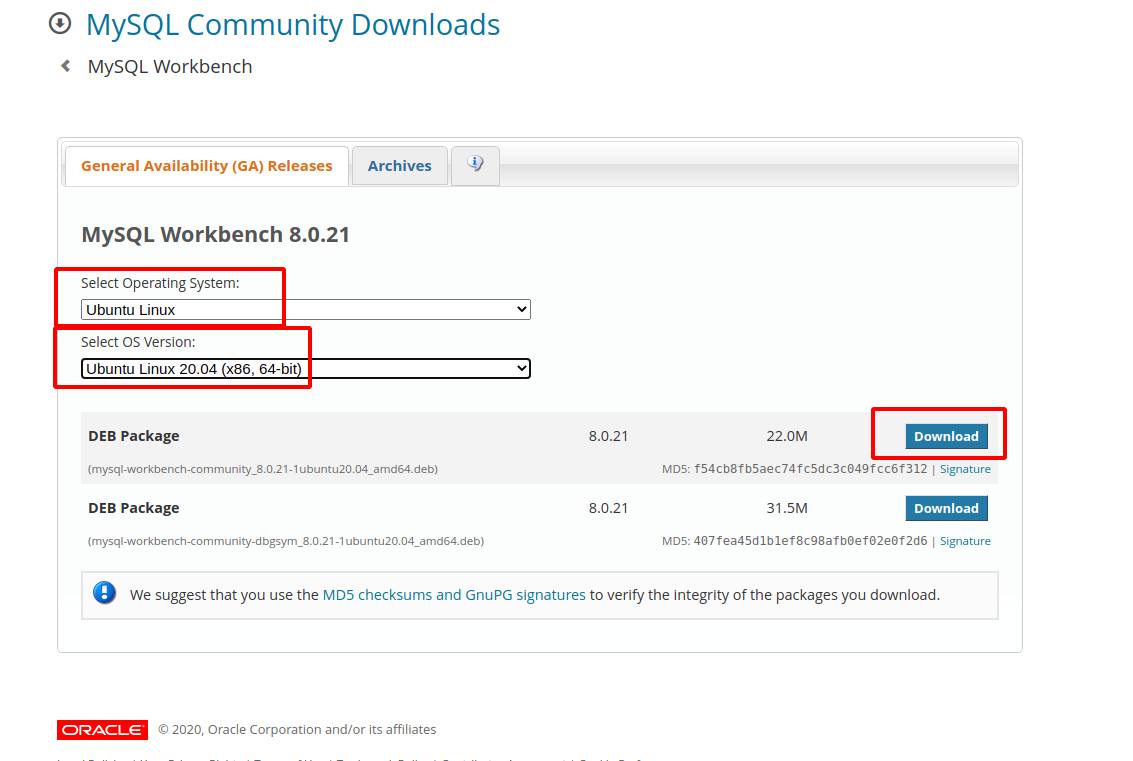 MySQL Community Downloads
MySQL Workbench
General Availability (GA) Releases
Archives
MySQL Workbench 8.0.21
Select Operating System:
Ubuntu Linux
Select OS Version:
Ubuntu Linux 20.04 (x86, 64-bit)
DEB Package 8.0.21 22.0M Download
(mysql-workbench-community_8.0.21-1ubuntu20.04_amd64.deb) MD5: f54cb8fb5aec74fc5dc3c049fcc6f312 | Signature
DEB Package 8.0.21 31.5M Download
(mysql-workbench-community-dbgsym_8.0.21-1ubuntu20.04_amd64.deb) MD5: 407fea45d1b1ef8c98afb0ef02e0f2d6 | Signature
We suggest that you use the MD5 checksums and GnuPG signatures to verify the integrity of the packages you download.
ORACLE © 2020, Oracle Corporation and/or its affiliates